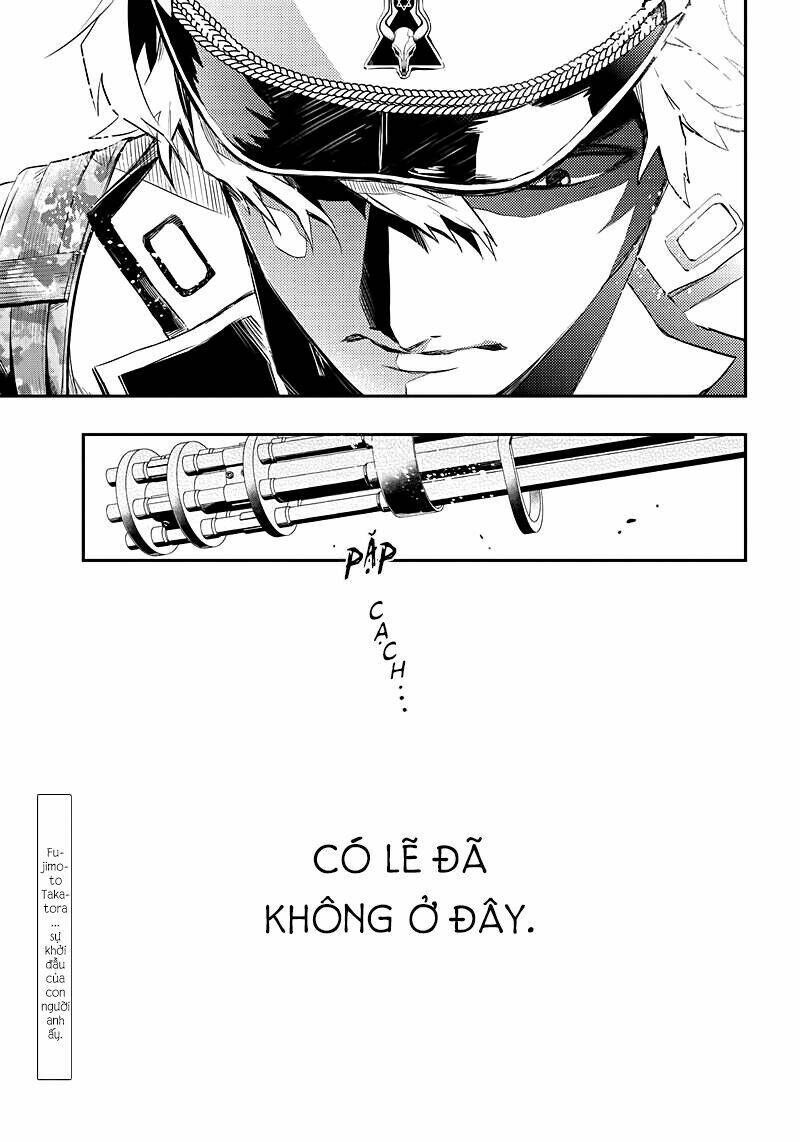 PẶP
CẠCH...
CÓ LẼ ĐÃ
KHÔNG Ở ĐÂY.
Fu-
jimo-
to
Taka-
tora
...
sự
khởi
đầu
của
con
người
anh
ấy.